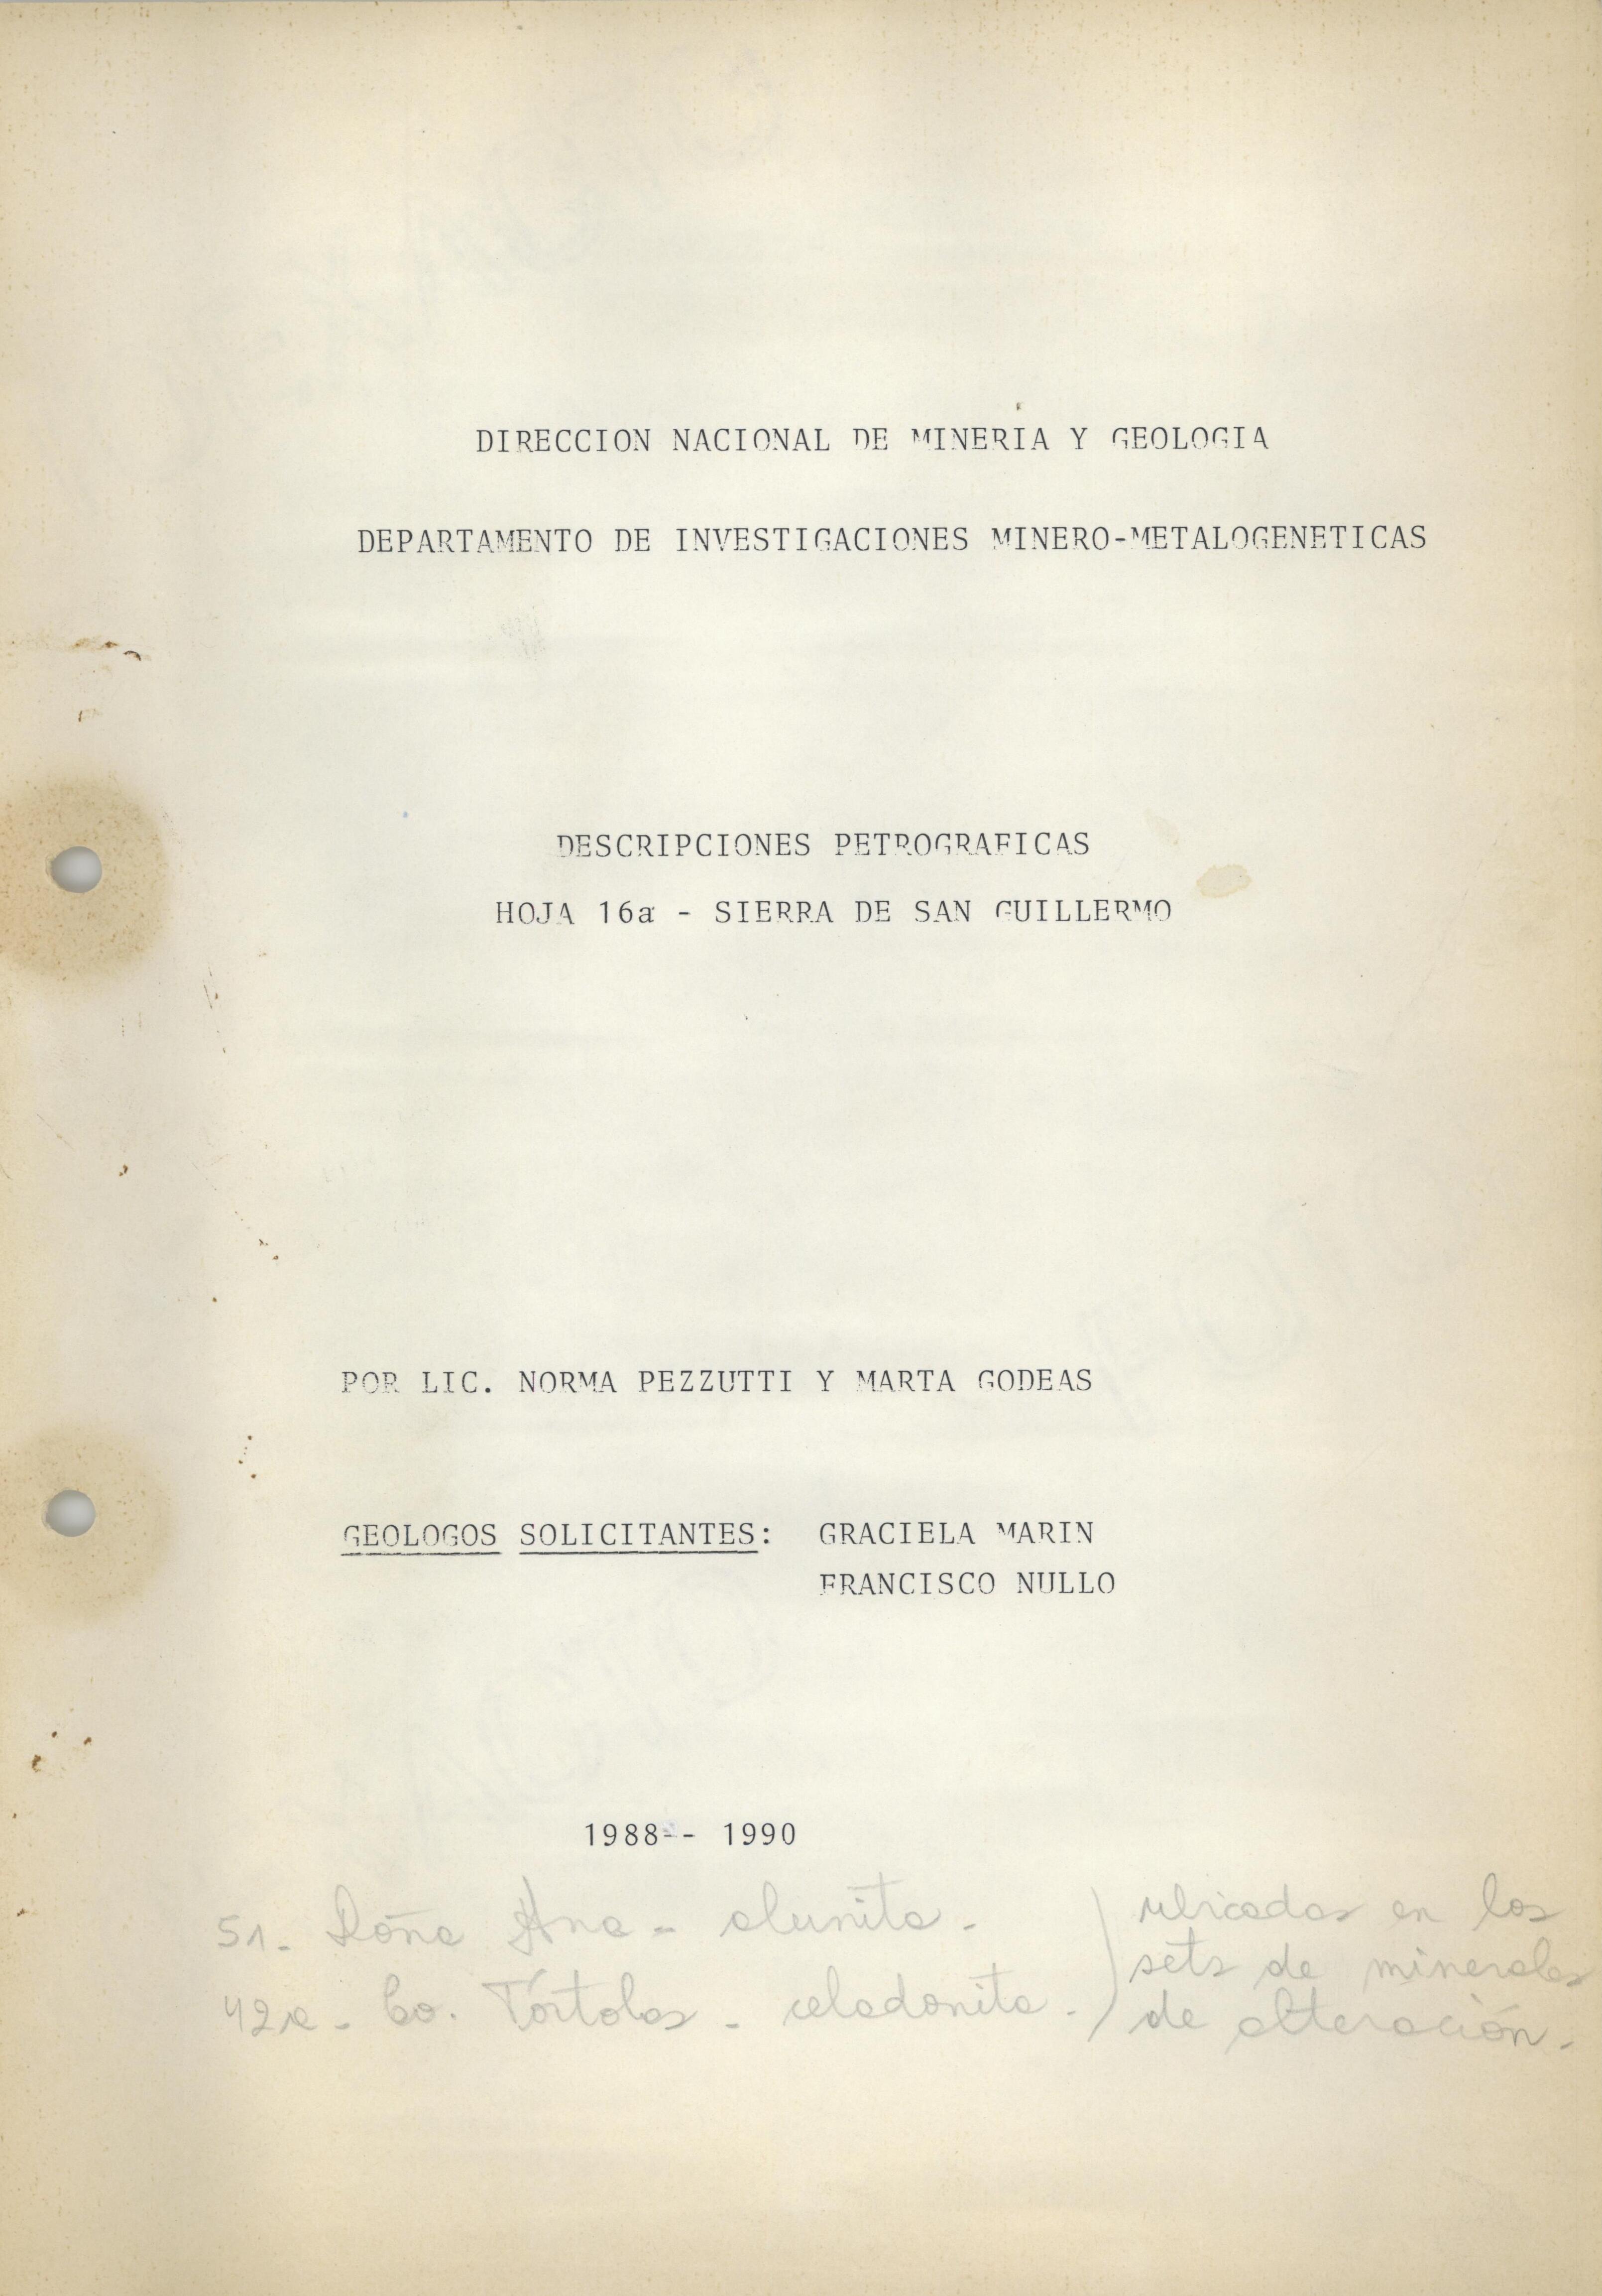 DIRECCION NACIONAL DE MINERIA Y GEOLOGIA
DEPARTAMENTO DE INVESTIGACIONES MINERO-METALOGENETICAS
DESCRIPCIONES PETROGRAFICAS
HOJA 16a - SIERRA DE SAN GUILLERMO
POR LIC. NORMA PEZZUTTI Y MARTA GODEAS
GEOLOGOS SOLICITANTES: GRACIELA MARIN
FRANCISCO NULLO
1988-- 1990
51- Doña Ana - alunita -
42a - Co. Tórtolas - celadonita -
ubicadas en los
sets de minerales
de alteración -